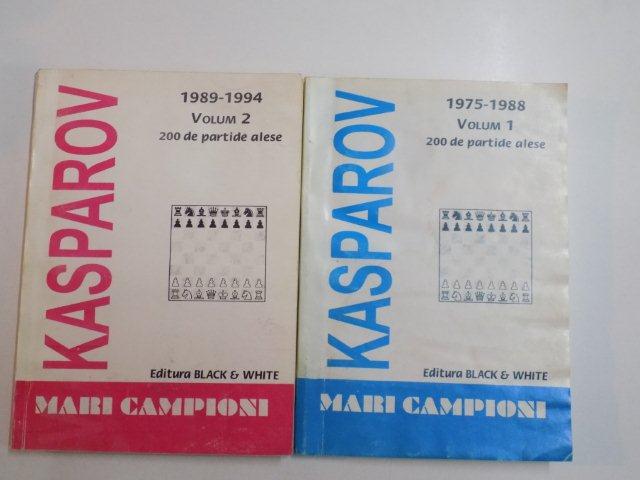 KASPAROV
1989-1994
VOLUM 2
200 de partide alese
Editura BLACK & WHITE
MARI CAMPIONI
KASPAROV
1975-1988
VOLUM 1
200 de partide alese
Editura BLACK & WHITE
MARI CAMPIONI